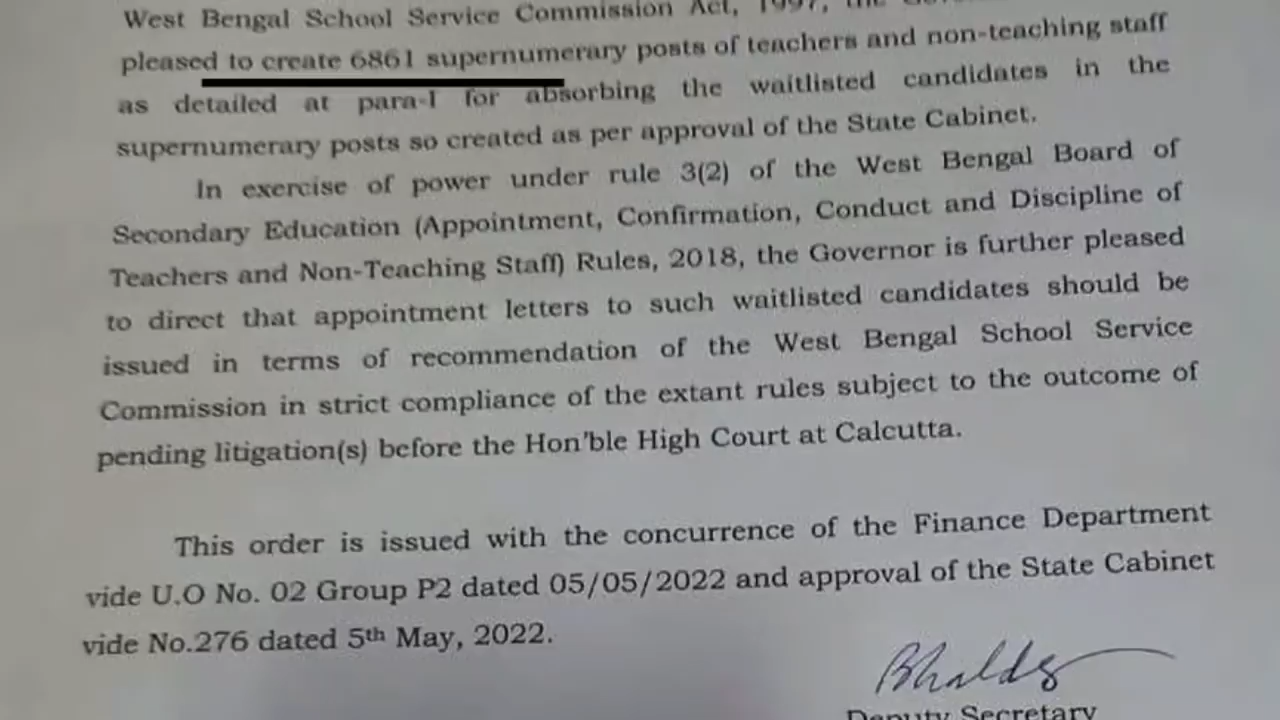 West Bengal School Service Commission Act, 1997, the
pleased to create 6861 supernumerary posts of teachers and non-teaching staff
as detailed at para-I for absorbing the waitlisted candidates in the
supernumerary posts so created as per approval of the State Cabinet.
In exercise of power under rule 3(2) of the West Bengal Board of
Secondary Education (Appointment, Confirmation, Conduct and Discipline of
Teachers and Non-Teaching Staff) Rules, 2018, the Governor is further pleased
to direct that appointment letters to such waitlisted candidates should be
issued in terms of recommendation of the West Bengal School Service
Commission in strict compliance of the extant rules subject to the outcome of
pending litigation(s) before the Hon'ble High Court at Calcutta.
This order is issued with the concurrence of the Finance Department
vide U.O No. 02 Group P2 dated 05/05/2022 and approval of the State Cabinet
vide No.276 dated 5th May, 2022.
Deputy Secretary